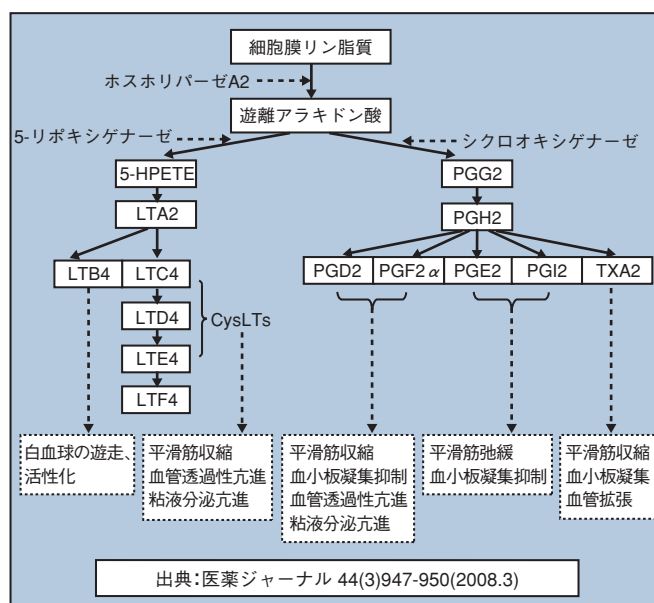 細胞膜リン脂質
ホスホリパーゼA2
遊離アラキドン酸
5-リポキシゲナーゼ
シクロオキシゲナーゼ
5-HPETE
PGG2
LTA2
PGH2
LTB4
LTC4
PGD2
PGF2α
PGE2
PGI2
TXA2
LTD4
CysLTs
LTE4
LTF4
白血球の遊走、
活性化
平滑筋収縮
血管透過性亢進
粘液分泌亢進
平滑筋収縮
血小板凝集抑制
血管透過性亢進
粘液分泌亢進
平滑筋弛緩
血小板凝集抑制
平滑筋収縮
血小板凝集
血管拡張
出典：医薬ジャーナル 44(3)947-950(2008.3)